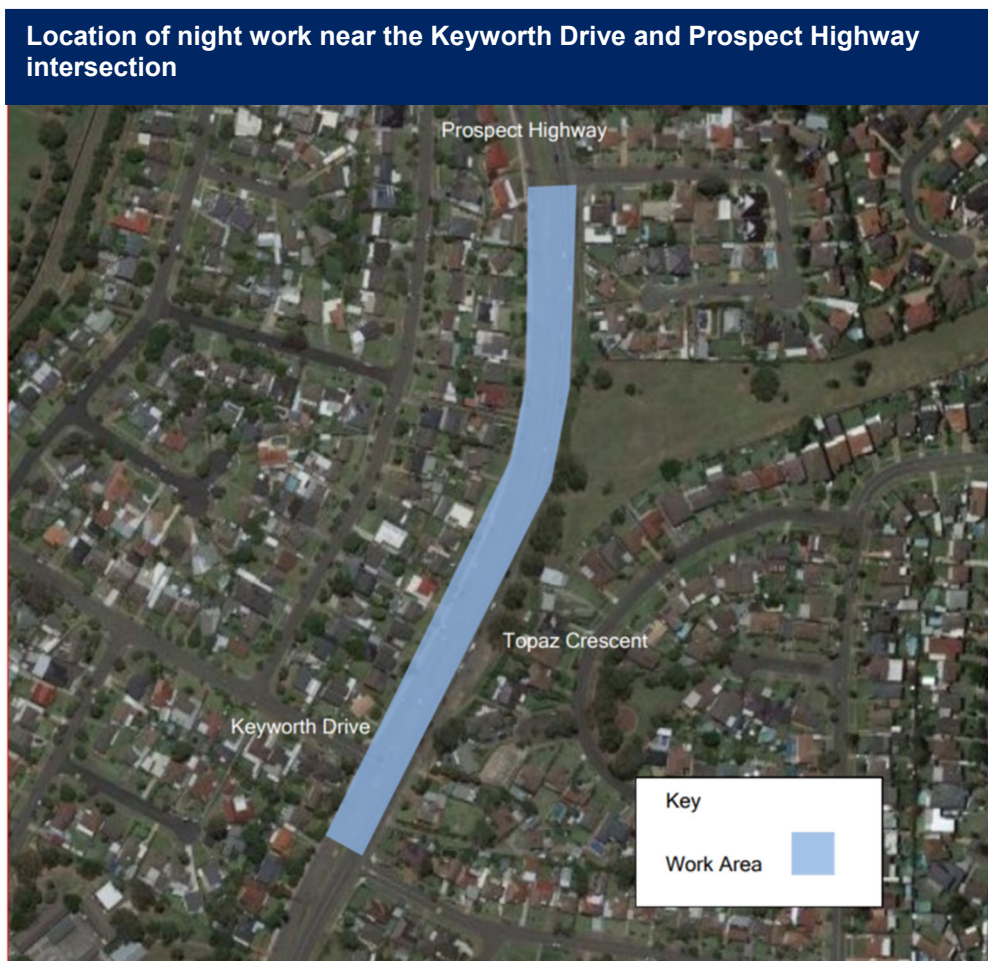 Location of night work near the Keyworth Drive and Prospect Highway
intersection
Prospect Highway
Topaz Crescent
Keyworth Drive
Key
Work Area